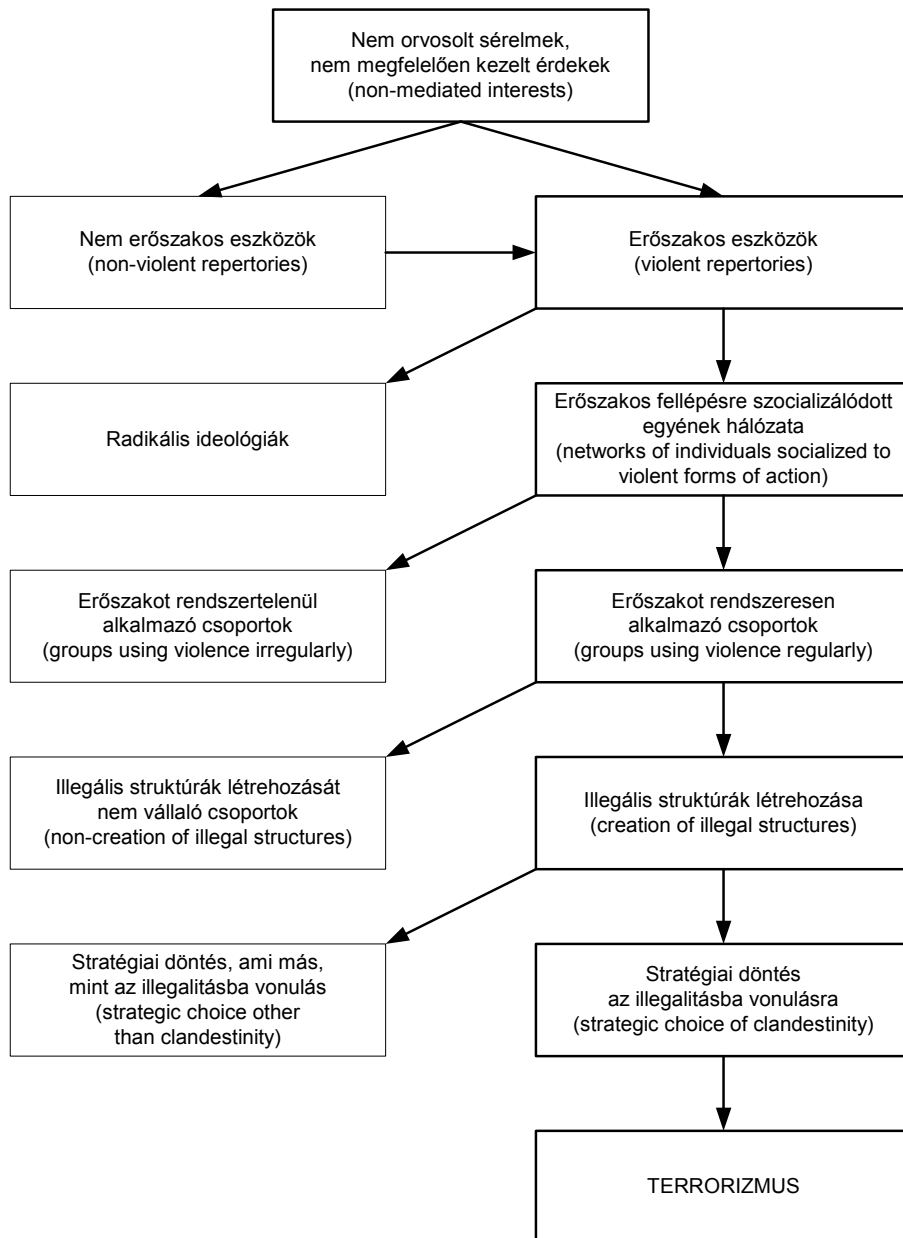 Nem orvosolt sérelmek,
nem megfelelően kezelt érdekek
(non-mediated interests)
Nem erőszakos eszközök
(non-violent repertories)
Erőszakos eszközök
(violent repertories)
Radikális ideológiák
Erőszakos fellépésre szocializálódott
egyének hálózata
(networks of individuals socialized to
violent forms of action)
Erőszakot rendszertelenül
alkalmazó csoportok
(groups using violence irregularly)
Erőszakot rendszeresen
alkalmazó csoportok
(groups using violence regularly)
Illegális struktúrák létrehozását
nem vállaló csoportok
(non-creation of illegal structures)
Illegális struktúrák létrehozása
(creation of illegal structures)
Stratégiai döntés, ami más,
mint az illegalitásba vonulás
(strategic choice other
than clandestinity)
Stratégiai döntés
az illegalitásba vonulásra
(strategic choice of clandestinity)
TERRORIZMUS